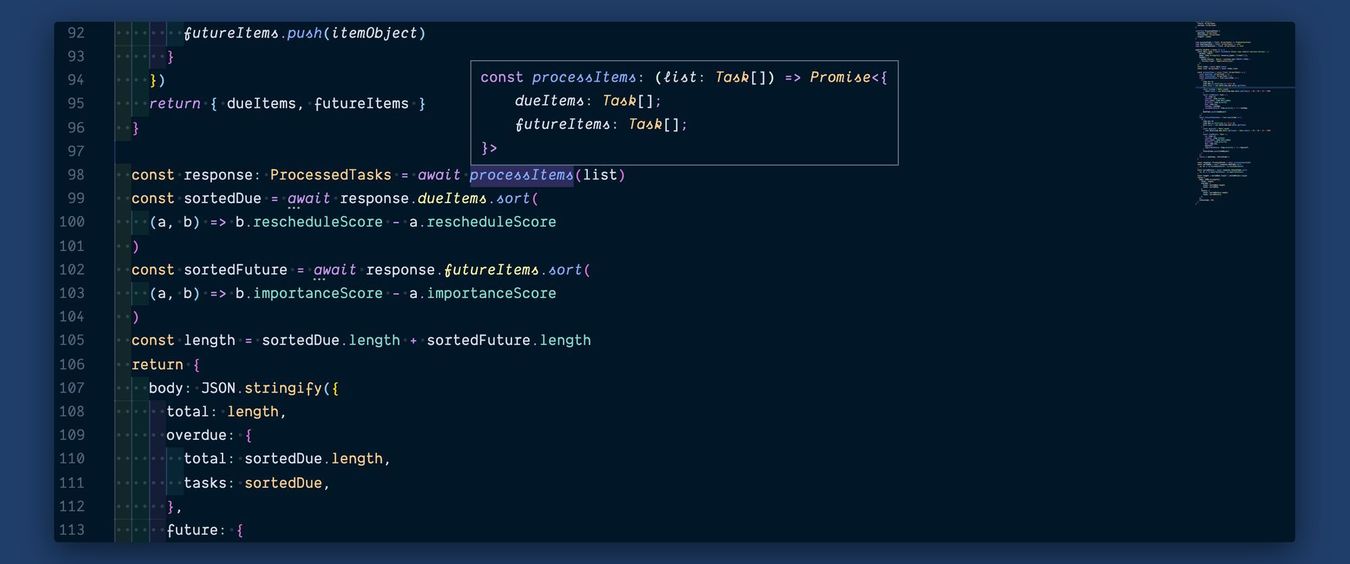 92 futureItems.push(itemObject)
93 }
94 })
95 return { dueItems, futureItems }
96 }
97
const processItems: (list: Task[]) => Promise<{
dueItems: Task[];
futureItems: Task[];
}>
98 const response: ProcessedTasks = await processItems(list)
99 const sortedDue = await response.dueItems.sort(
100 (a, b) => b.rescheduleScore - a.rescheduleScore
101 )
102 const sortedFuture = await response.futureItems.sort(
103 (a, b) => b.importanceScore - a.importanceScore
104 )
105 const length = sortedDue.length + sortedFuture.length
106 return {
107 body: JSON.stringify({
108 total: length,
109 overdue: {
110 total: sortedDue.length,
111 tasks: sortedDue,
112 },
113 future: {